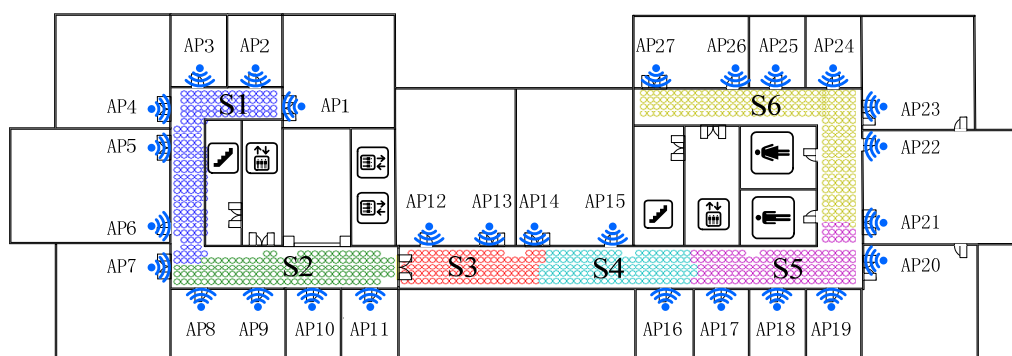 AP3 AP2 AP27 AP26 AP25 AP24
AP4 S1 AP1 S6 AP23
AP5 AP22
AP6 AP12 AP13 AP14 AP15 AP21
AP7 S2 S3 S4 S5 AP20
AP8 AP9 AP10 AP11 AP16 AP17 AP18 AP19